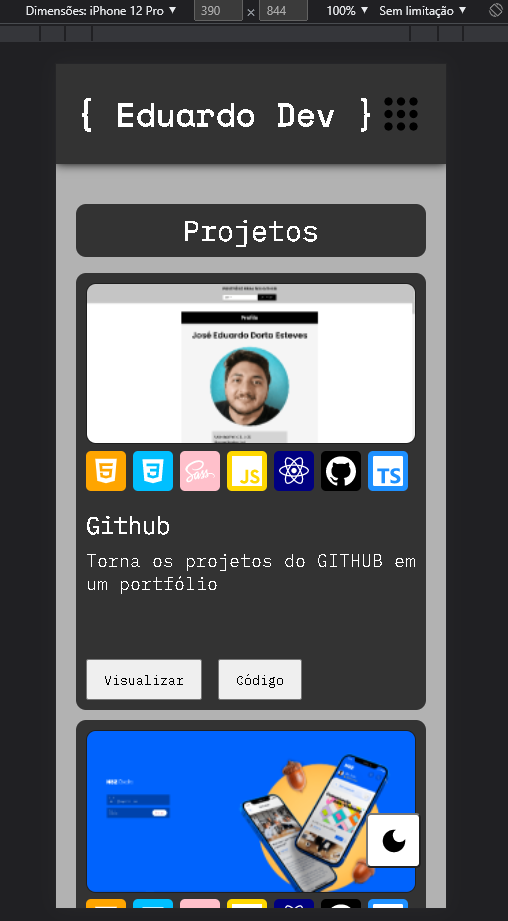 Dimensões: iPhone 12 Pro 390 × 844 100% Sem limitação
{ Eduardo Dev }
Projetos
Profile
José Eduardo Dorta Esteves
JS
TS
Github
Torna os projetos do GITHUB em
um portfólio
Visualizar
Código